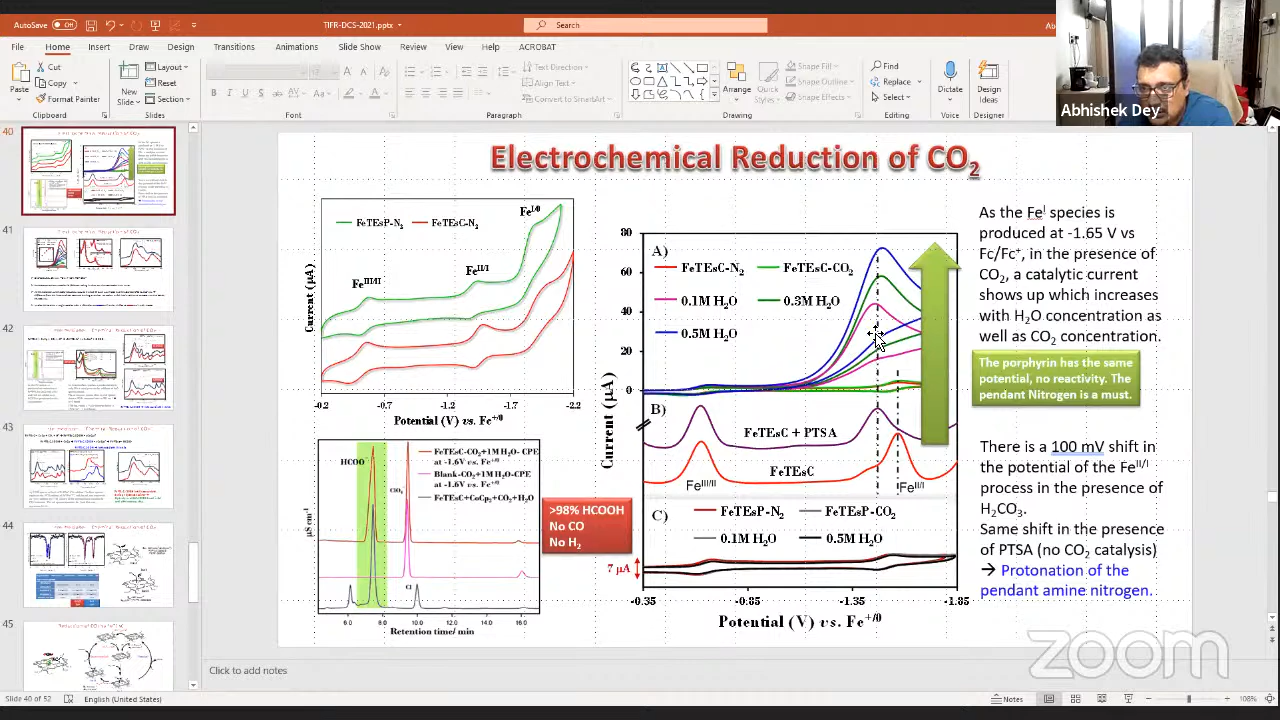 AutoSave Off
TIFR-DCS-2021.pptx
Search
File Home Insert Draw Design Transitions Animations Slide Show Review View Help ACROBAT
Paste
Cut
Copy
Format Painter
Clipboard
New Slide
Layout
Reset
Section
Slides
Font
Text Direction
Align Text
Convert to SmartArt
Paragraph
Arrange
Quick Styles
Shape Fill
Shape Outline
Shape Effects
Drawing
Find
Replace
Select
Editing
Dictate
Voice
Design Ideas
Designer
Abhishek Dey
40
41
42
43
44
45
Electrochemical Reduction of CO2
FeTEsP-N2 FeTEsC-N2
Fe^I/0
Fe^III/II
Fe^II/I
Current (µA)
-0.2 -0.7 -1.2 -1.7 -2.2
Potential (V) vs. Fe^+/0
HCOO^-
ClO4^-
Cl^-
FeTEsC-CO2+1M H2O- CPE
at -1.6V vs. Fe^+/0
Blank-CO2+1M H2O-CPE
at -1.6V vs. Fe^+/0
FeTEsC+CoCp2+CO2+H2O
µS cm^-1
6.0 8.0 10.0 12.0 14.0 16.0
Retention time/ min
>98% HCOOH
No CO
No H2
A)
FeTEsC-N2 FeTEsC-CO2
0.1M H2O 0.3M H2O
0.5M H2O
80
60
40
20
0
Current (µA)
B)
FeTEsC + PTSA
FeTEsC
Fe^III/II
Fe^II/I
C)
FeTEsP-N2 FeTEsP-CO2
0.1M H2O 0.5M H2O
7 µA
-0.35 -0.85 -1.35 -1.85
Potential (V) vs. Fe^+/0
As the Fe^I species is
produced at -1.65 V vs
Fc/Fc^+, in the presence of
CO2, a catalytic current
shows up which increases
with H2O concentration as
well as CO2 concentration.
The porphyrin has the same
potential, no reactivity. The
pendant Nitrogen is a must.
There is a 100 mV shift in
the potential of the Fe^II/I
process in the presence of
H2CO3.
Same shift in the presence
of PTSA (no CO2 catalysis)
→ Protonation of the
pendant amine nitrogen.
zoom
Click to add notes
Slide 40 of 52 English (United States) Notes 108%